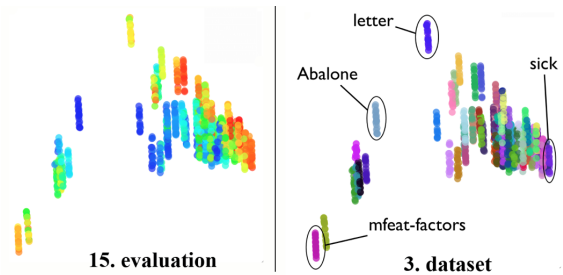 letter
sick
Abalone
mfeat-factors
15. evaluation
3. dataset